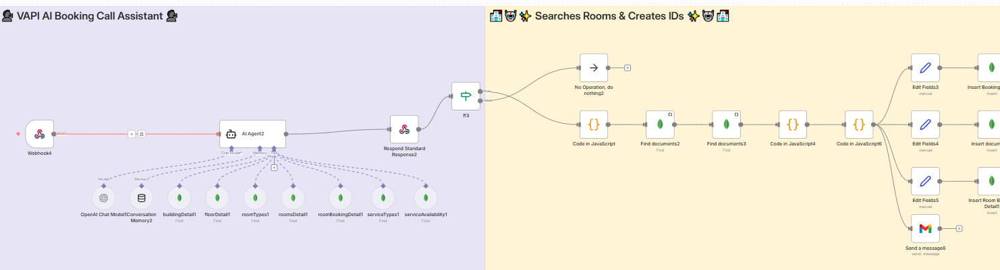 VAPI AI Booking Call Assistant
Searches Rooms & Creates IDs
Webhook4
POST
AI Agent2
Chat Model*
Memory
Tool
Respond Standard
Response2
If3
true
false
Model
Memory
OpenAI Chat Model1
Conversation
Memory2
buildingDetail1
Find
floorDetail1
Find
roomTypes1
Find
roomsDetail1
Find
roomBookingDetail1
Find
serviceTypes1
Find
serviceAvailability1
Find
No Operation, do
nothing2
Code in JavaScript
Find documents2
Find
Find documents3
Find
Code in JavaScript4
Code in JavaScript6
Edit Fields3
manual
Insert Booking
Insert
Edit Fields4
manual
Insert docum
Insert
Edit Fields5
manual
Insert Room B
Detail1
Insert
Send a message6
send: message